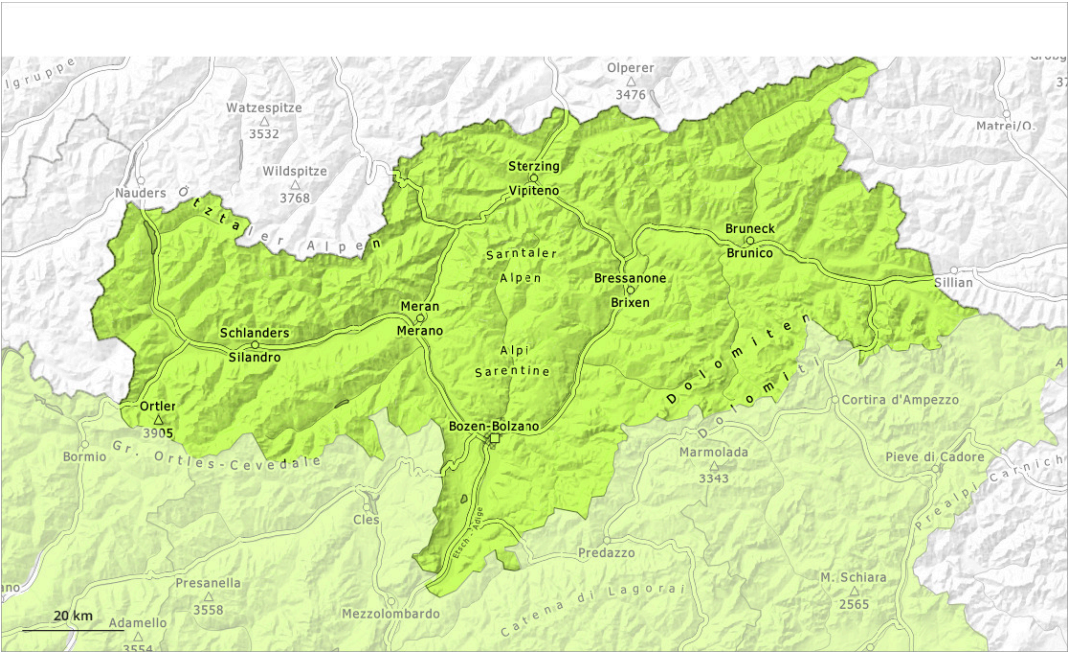 lgruppe
Olperer
3476
Watzespitze
3532
Matrei/O.
Wildspitze
3768
Sterzing
Vipiteno
Nauders
Ötztaler Alpen
Bruneck
Brunico
Sarntaler
Alpen
Bressanone
Brixen
Sillian
Meran
Merano
Schlanders
Silandro
Alpi
Sarentine
Dolomiten
Dolomiti
Ortler
3905
Cortina d'Ampezzo
Bozen-Bolzano
Gr. Ortles-Cevedale
Bormio
Marmolada
3343
Pieve di Cadore
Prealpi Carnich
Cles
Etsch - Adige
Predazzo
Presanella
3558
M. Schiara
2565
ano
20 km
Mezzolombardo
Catena di Lagorai
Adamello
3554